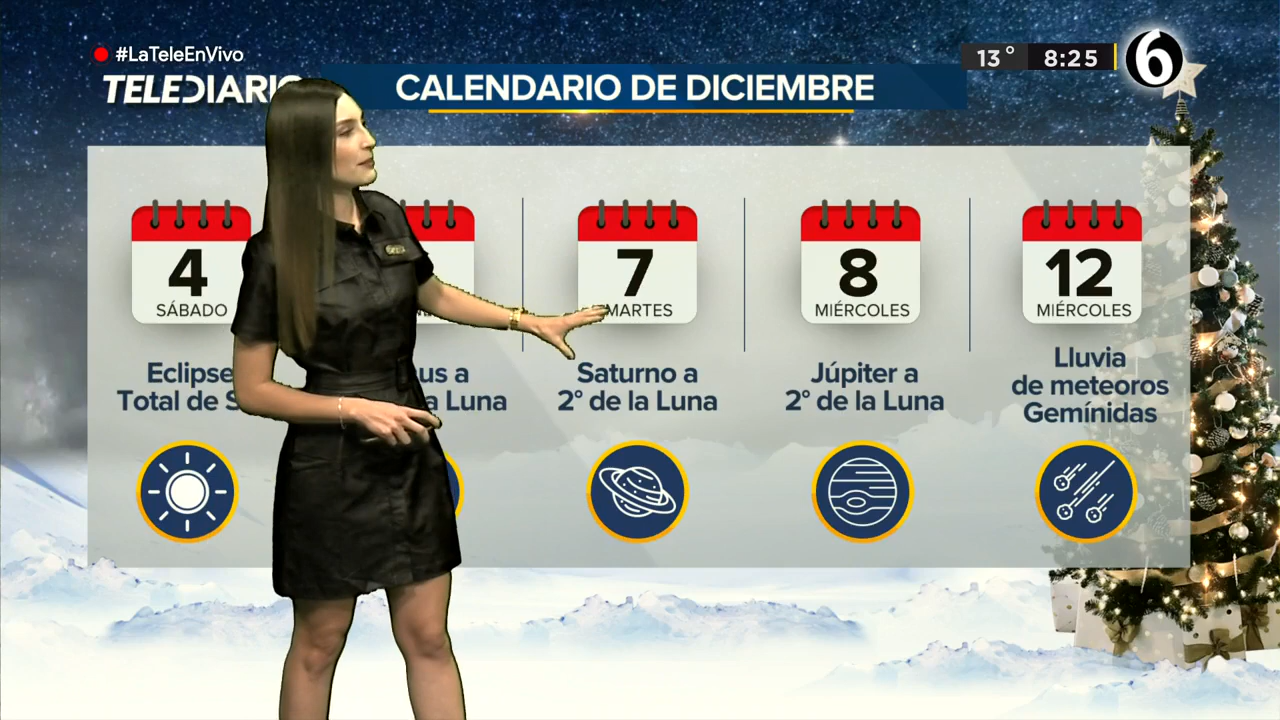 #LaTeleEnVivo
TELEDIARIO
CALENDARIO DE DICIEMBRE
13° 8:25
6
4
SÁBADO
Eclipse
Total de S
us a
a Luna
7
MARTES
Saturno a
2° de la Luna
8
MIÉRCOLES
Júpiter a
2° de la Luna
12
MIÉRCOLES
Lluvia
de meteoros
Gemínidas